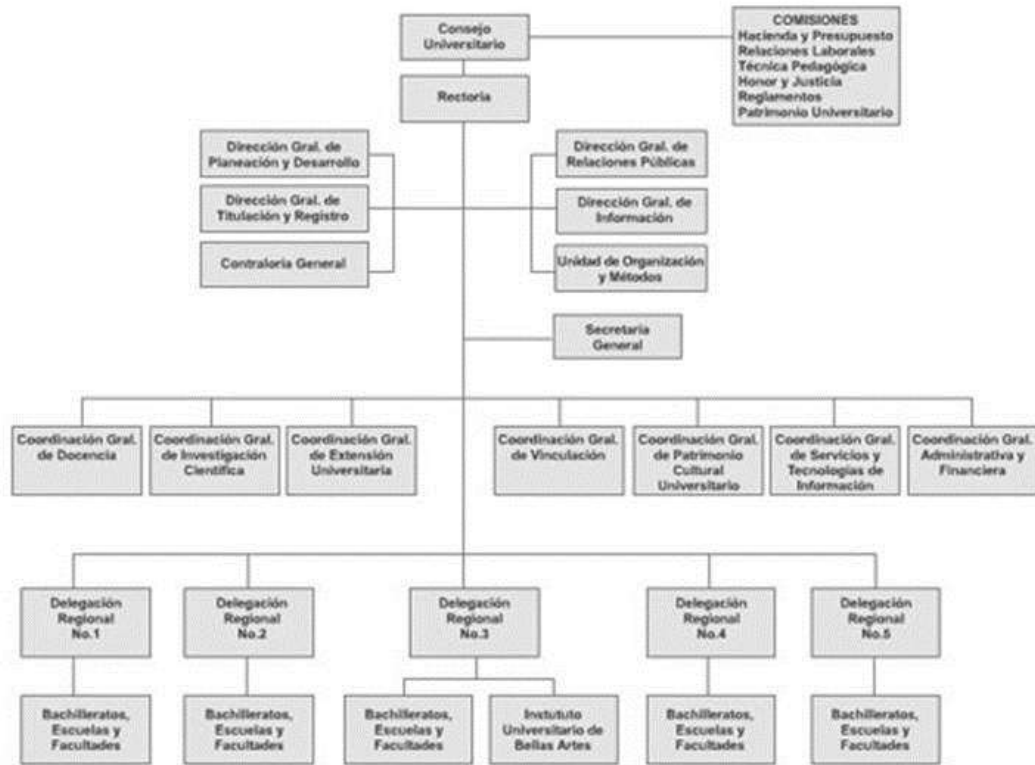 Consejo
Universitario
COMISIONES
Hacienda y Presupuesto
Relaciones Laborales
Técnica Pedagógica
Honor y Justicia
Reglamentos
Patrimonio Universitario
Rectoría
Dirección Gral. de
Planeación y Desarrollo
Dirección Gral. de
Relaciones Públicas
Dirección Gral. de
Titulación y Registro
Dirección Gral. de
Información
Contraloría General
Unidad de Organización
y Métodos
Secretaría
General
Coordinación Gral.
de Docencia
Coordinación Gral.
de Investigación
Científica
Coordinación Gral.
de Extensión
Universitaria
Coordinación Gral.
de Vinculación
Coordinación Gral.
de Patrimonio
Cultural
Universitario
Coordinación Gral.
de Servicios y
Tecnologías de
Información
Coordinación Gral.
Administrativa y
Financiera
Delegación
Regional
No.1
Delegación
Regional
No.2
Delegación
Regional
No.3
Delegación
Regional
No.4
Delegación
Regional
No.5
Bachilleratos,
Escuelas y
Facultades
Bachilleratos,
Escuelas y
Facultades
Bachilleratos,
Escuelas y
Facultades
Instututo
Universitario de
Bellas Artes
Bachilleratos,
Escuelas y
Facultades
Bachilleratos,
Escuelas y
Facultades